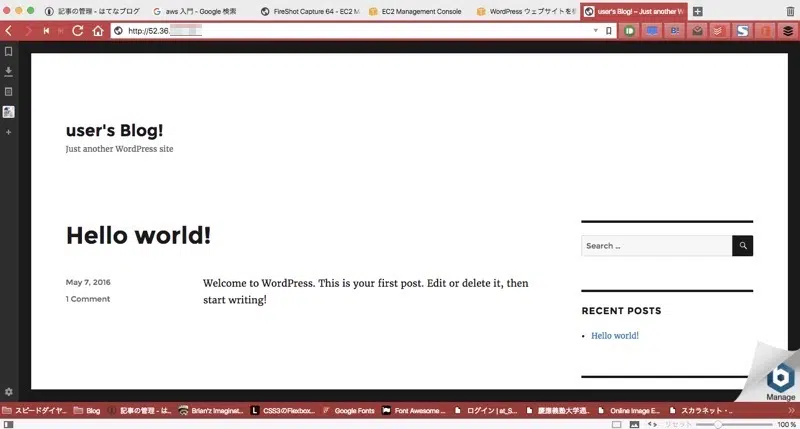 記事の管理 - はてなブログ
aws 入門 - Google 検索
FireShot Capture 64 - EC2 M
EC2 Management Console
WordPress ウェブサイトを
user's Blog! – Just another W
http://52.36.
user's Blog!
Just another WordPress site
Hello world!
Search …
May 7, 2016
1 Comment
Welcome to WordPress. This is your first post. Edit or delete it, then
start writing!
RECENT POSTS
Hello world!
Manage
スピードダイヤ...
Blog
記事の管理 - は...
Brian'z Imaginat...
CSS3のFlexbox...
Google Fonts
Font Awesome ...
ログイン | at_S...
慶應義塾大学通...
Online Image E...
スカラネット・...
リセット
100 %